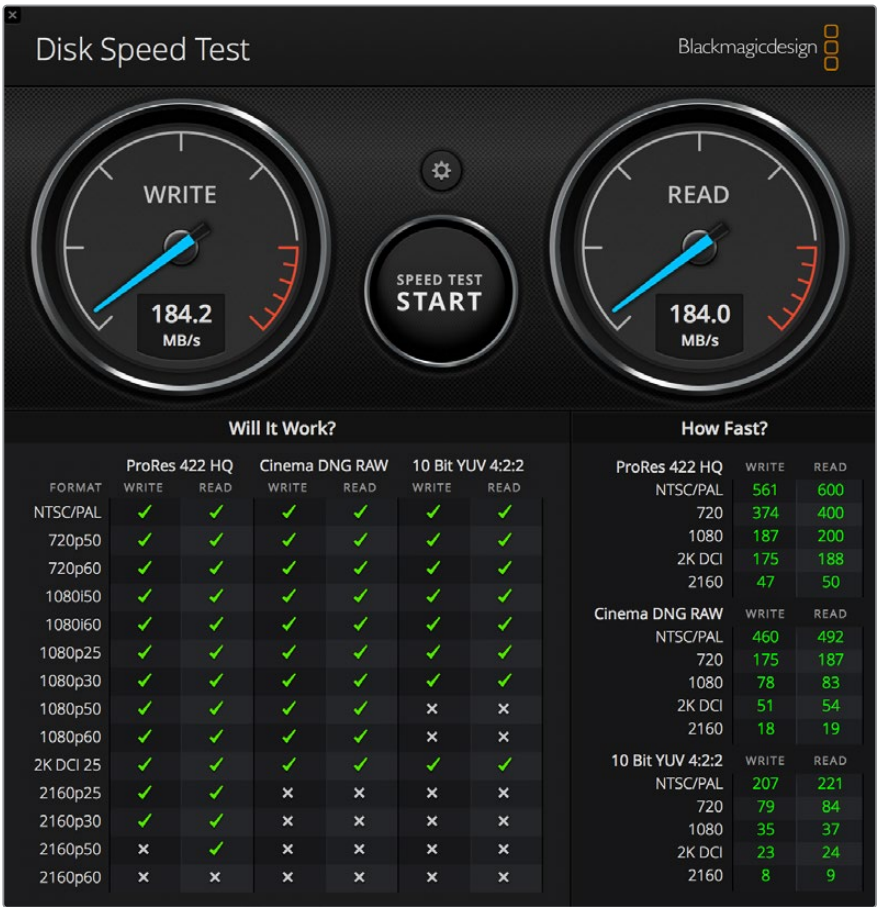 Disk Speed Test
Blackmagicdesign
WRITE
184.2
MB/s
SPEED TEST
START
READ
184.0
MB/s
Will It Work?
ProRes 422 HQ Cinema DNG RAW 10 Bit YUV 4:2:2
FORMAT WRITE READ WRITE READ WRITE READ
NTSC/PAL ✓ ✓ ✓ ✓ ✓ ✓
720p50 ✓ ✓ ✓ ✓ ✓ ✓
720p60 ✓ ✓ ✓ ✓ ✓ ✓
1080i50 ✓ ✓ ✓ ✓ ✓ ✓
1080i60 ✓ ✓ ✓ ✓ ✓ ✓
1080p25 ✓ ✓ ✓ ✓ ✓ ✓
1080p30 ✓ ✓ ✓ ✓ ✓ ✓
1080p50 ✓ ✓ ✓ ✓ × ×
1080p60 ✓ ✓ ✓ ✓ × ×
2K DCI 25 ✓ ✓ ✓ ✓ ✓ ✓
2160p25 ✓ ✓ × × × ×
2160p30 ✓ ✓ × × × ×
2160p50 × ✓ × × × ×
2160p60 × × × × × ×
How Fast?
ProRes 422 HQ WRITE READ
NTSC/PAL 561 600
720 374 400
1080 187 200
2K DCI 175 188
2160 47 50
Cinema DNG RAW WRITE READ
NTSC/PAL 460 492
720 175 187
1080 78 83
2K DCI 51 54
2160 18 19
10 Bit YUV 4:2:2 WRITE READ
NTSC/PAL 207 221
720 79 84
1080 35 37
2K DCI 23 24
2160 8 9